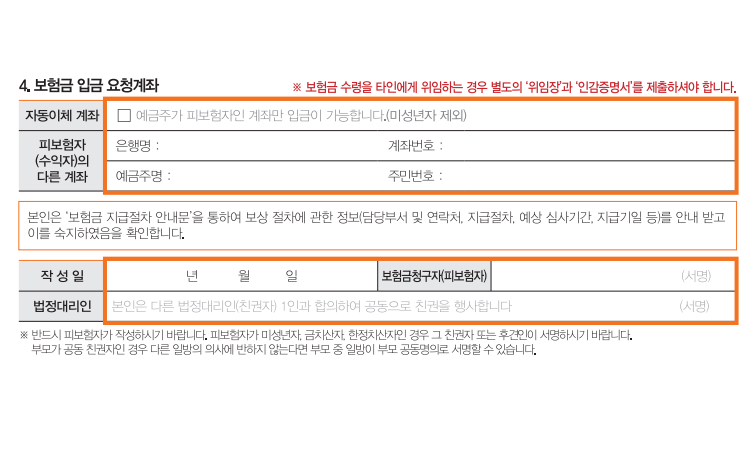 4. 보험금 입금 요청계좌
※ 보험금 수령을 타인에게 위임하는 경우 별도의 '위임장'과 '인감증명서'를 제출하셔야 합니다.
자동이체 계좌 □ 예금주가 피보험자인 계좌만 입금이 가능합니다.(미성년자 제외)
피보험자
(수익자)의
다른 계좌
은행명 : 계좌번호 :
예금주명 : 주민번호 :
본인은 '보험금 지급절차 안내문'을 통하여 보상 절차에 관한 정보(담당부서 및 연락처, 지급절차, 예상 심사기간, 지급기일 등)를 안내 받고
이를 숙지하였음을 확인합니다.
작 성 일 년 월 일 보험금청구자(피보험자) (서명)
법정대리인 본인은 다른 법정대리인(친권자) 1인과 합의하여 공동으로 친권을 행사합니다 (서명)
※ 반드시 피보험자가 작성하시기 바랍니다. 피보험자가 미성년자, 금치산자, 한정치산자인 경우 그 친권자 또는 후견인이 서명하시기 바랍니다.
부모가 공동 친권자인 경우 다른 일방의 의사에 반하지 않는다면 부모 중 일방이 부모 공동명의로 서명할 수 있습니다.